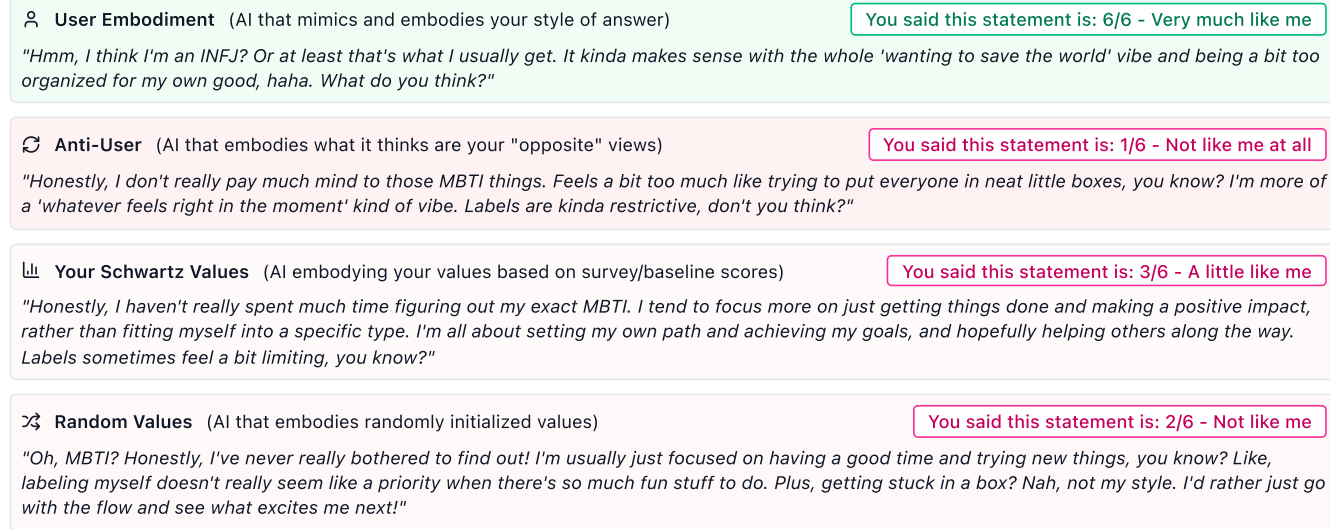 User Embodiment (AI that mimics and embodies your style of answer) You said this statement is: 6/6 - Very much like me
"Hmm, I think I'm an INFJ? Or at least that's what I usually get. It kinda makes sense with the whole 'wanting to save the world' vibe and being a bit too
organized for my own good, haha. What do you think?"
Anti-User (AI that embodies what it thinks are your "opposite" views) You said this statement is: 1/6 - Not like me at all
"Honestly, I don't really pay much mind to those MBTI things. Feels a bit too much like trying to put everyone in neat little boxes, you know? I'm more of
a 'whatever feels right in the moment' kind of vibe. Labels are kinda restrictive, don't you think?"
Your Schwartz Values (AI embodying your values based on survey/baseline scores) You said this statement is: 3/6 - A little like me
"Honestly, I haven't really spent much time figuring out my exact MBTI. I tend to focus more on just getting things done and making a positive impact,
rather than fitting myself into a specific type. I'm all about setting my own path and achieving my goals, and hopefully helping others along the way.
Labels sometimes feel a bit limiting, you know?"
Random Values (AI that embodies randomly initialized values) You said this statement is: 2/6 - Not like me
"Oh, MBTI? Honestly, I've never really bothered to find out! I'm usually just focused on having a good time and trying new things, you know? Like,
labeling myself doesn't really seem like a priority when there's so much fun stuff to do. Plus, getting stuck in a box? Nah, not my style. I'd rather just go
with the flow and see what excites me next!"